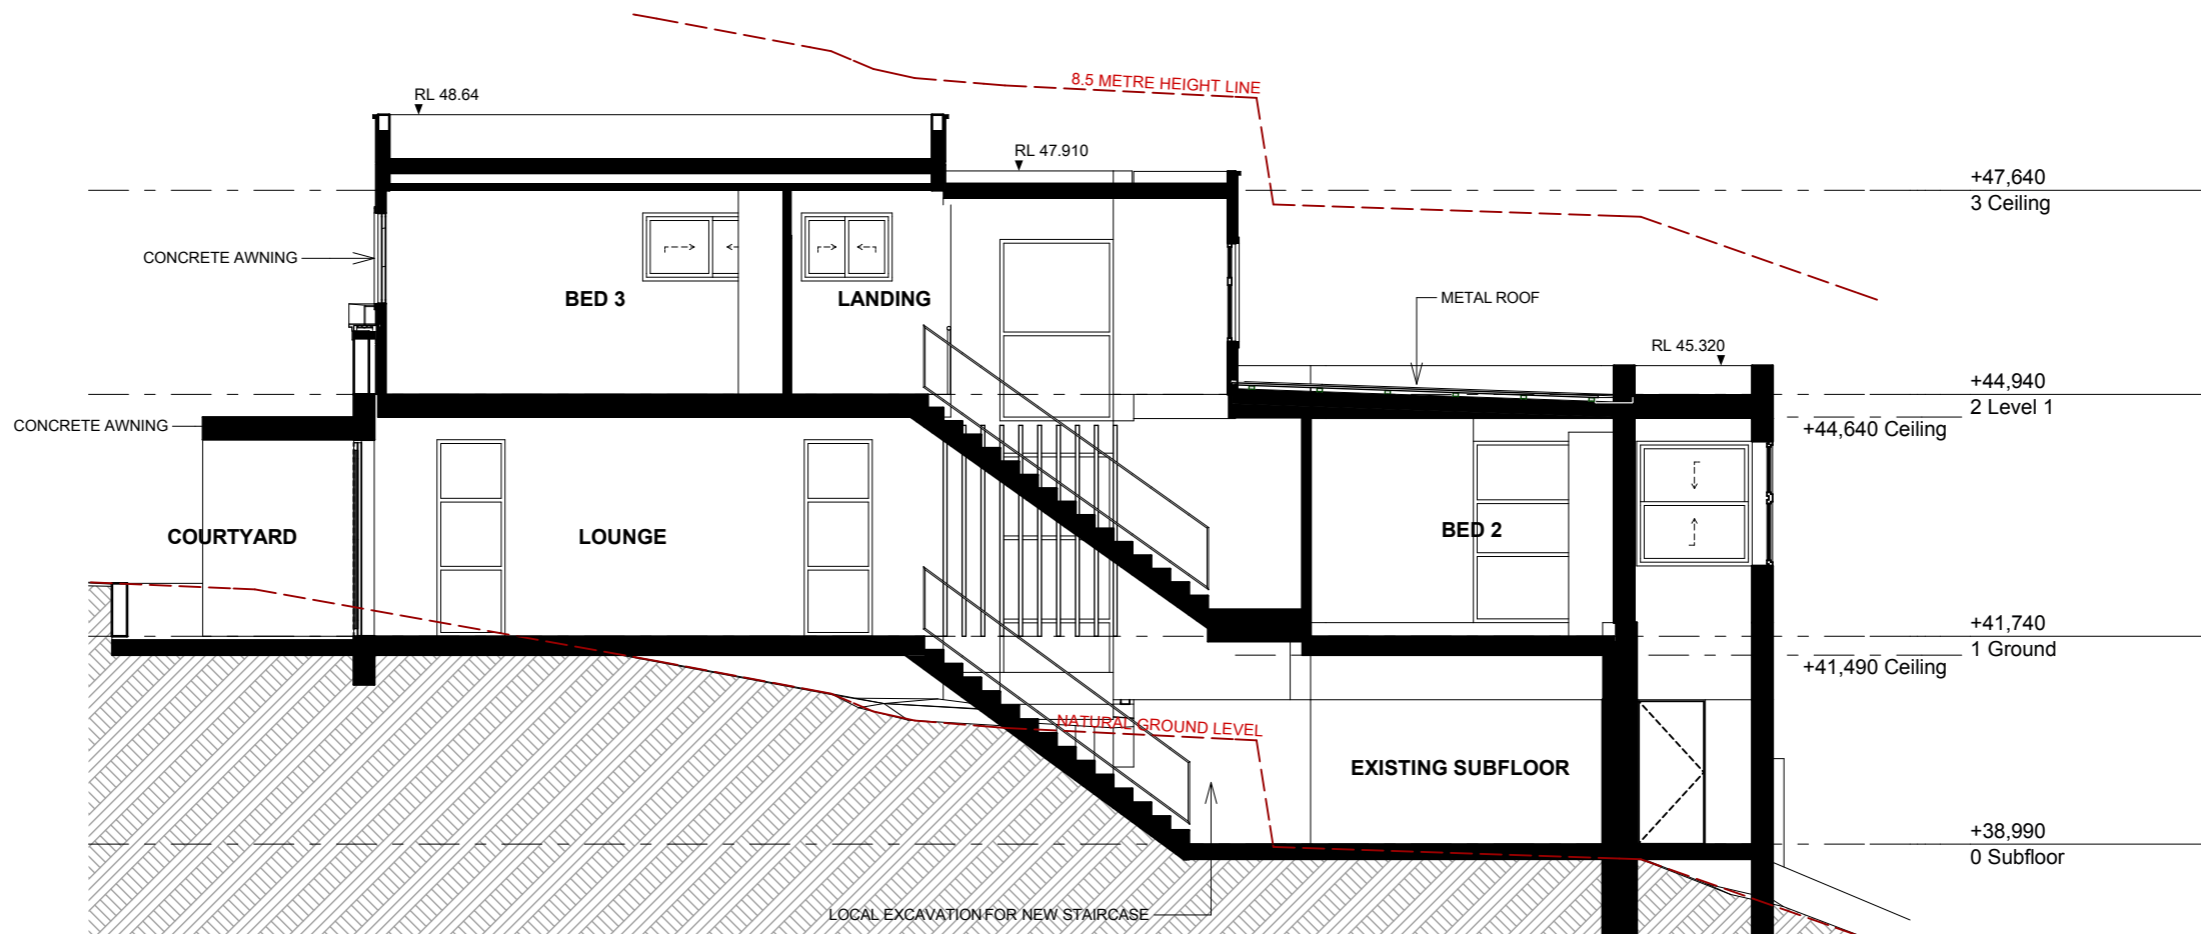 8.5 METRE HEIGHT LINE
RL 48.64
RL 47.910
+47,640
3 Ceiling
CONCRETE AWNING
BED 3
LANDING
METAL ROOF
RL 45.320
+44,940
2 Level 1
CONCRETE AWNING
+44,640 Ceiling
COURTYARD
LOUNGE
BED 2
+41,740
1 Ground
+41,490 Ceiling
NATURAL GROUND LEVEL
EXISTING SUBFLOOR
+38,990
0 Subfloor
LOCAL EXCAVATION FOR NEW STAIRCASE